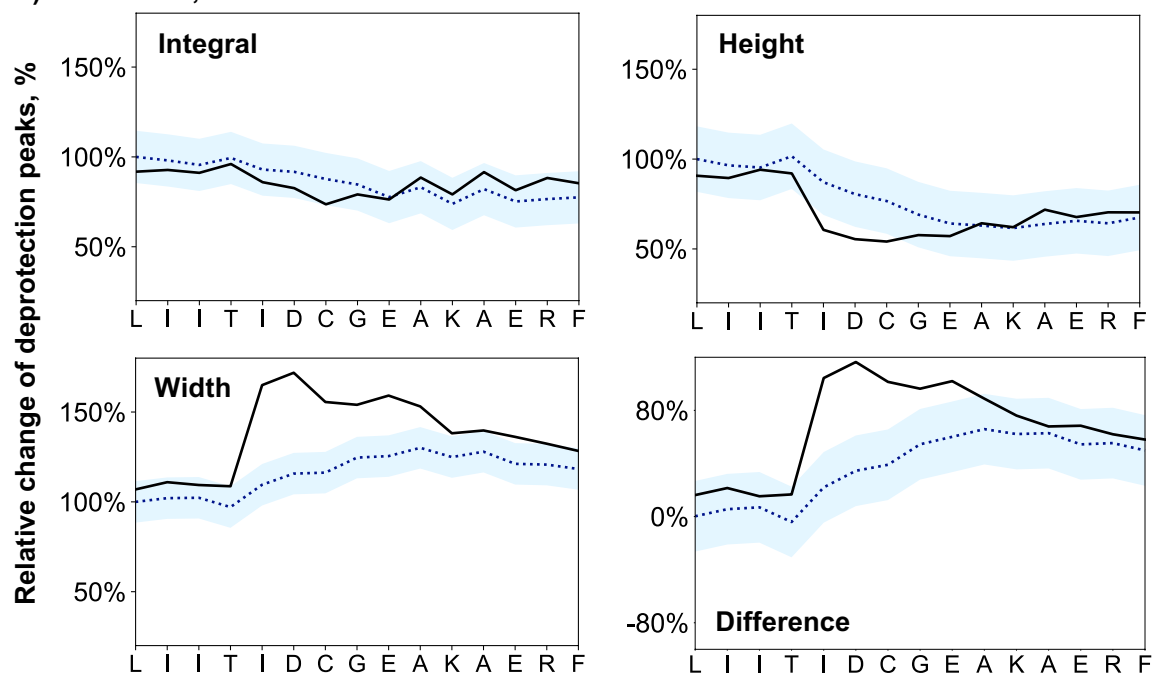 Relative change of deprotection peaks, %
Integral
150%
100%
50%
L I I T I D C G E A K A E R F
Height
150%
100%
50%
L I I T I D C G E A K A E R F
Width
150%
100%
50%
L I I T I D C G E A K A E R F
80%
0%
-80%
Difference
L I I T I D C G E A K A E R F